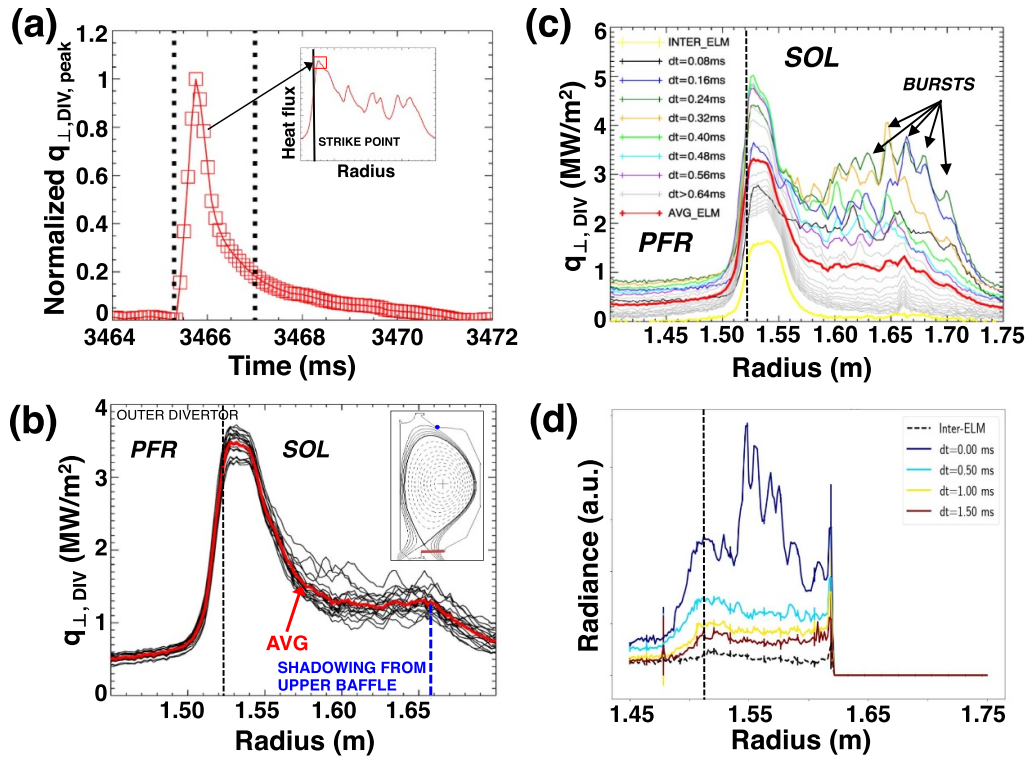 (a)
1.2
1
0.8
0.6
0.4
0.2
0
Normalized q⊥,DIV, peak
Heat flux
STRIKE POINT
Radius
3464 3466 3468 3470 3472
Time (ms)
(c)
6
5
4
3
2
1
0
q⊥, DIV (MW/m²)
INTER_ELM
dt=0.08ms
dt=0.16ms
dt=0.24ms
dt=0.32ms
dt=0.40ms
dt=0.48ms
dt=0.56ms
dt>0.64ms
AVG_ELM
SOL
BURSTS
PFR
1.45 1.50 1.55 1.60 1.65 1.70 1.75
Radius (m)
(b)
4
3
2
1
0
q⊥, DIV (MW/m²)
OUTER DIVERTOR
PFR
SOL
AVG
SHADOWING FROM
UPPER BAFFLE
1.50 1.55 1.60 1.65
Radius (m)
(d)
Radiance (a.u.)
Inter-ELM
dt=0.00 ms
dt=0.50 ms
dt=1.00 ms
dt=1.50 ms
1.45 1.55 1.65 1.75
Radius (m)